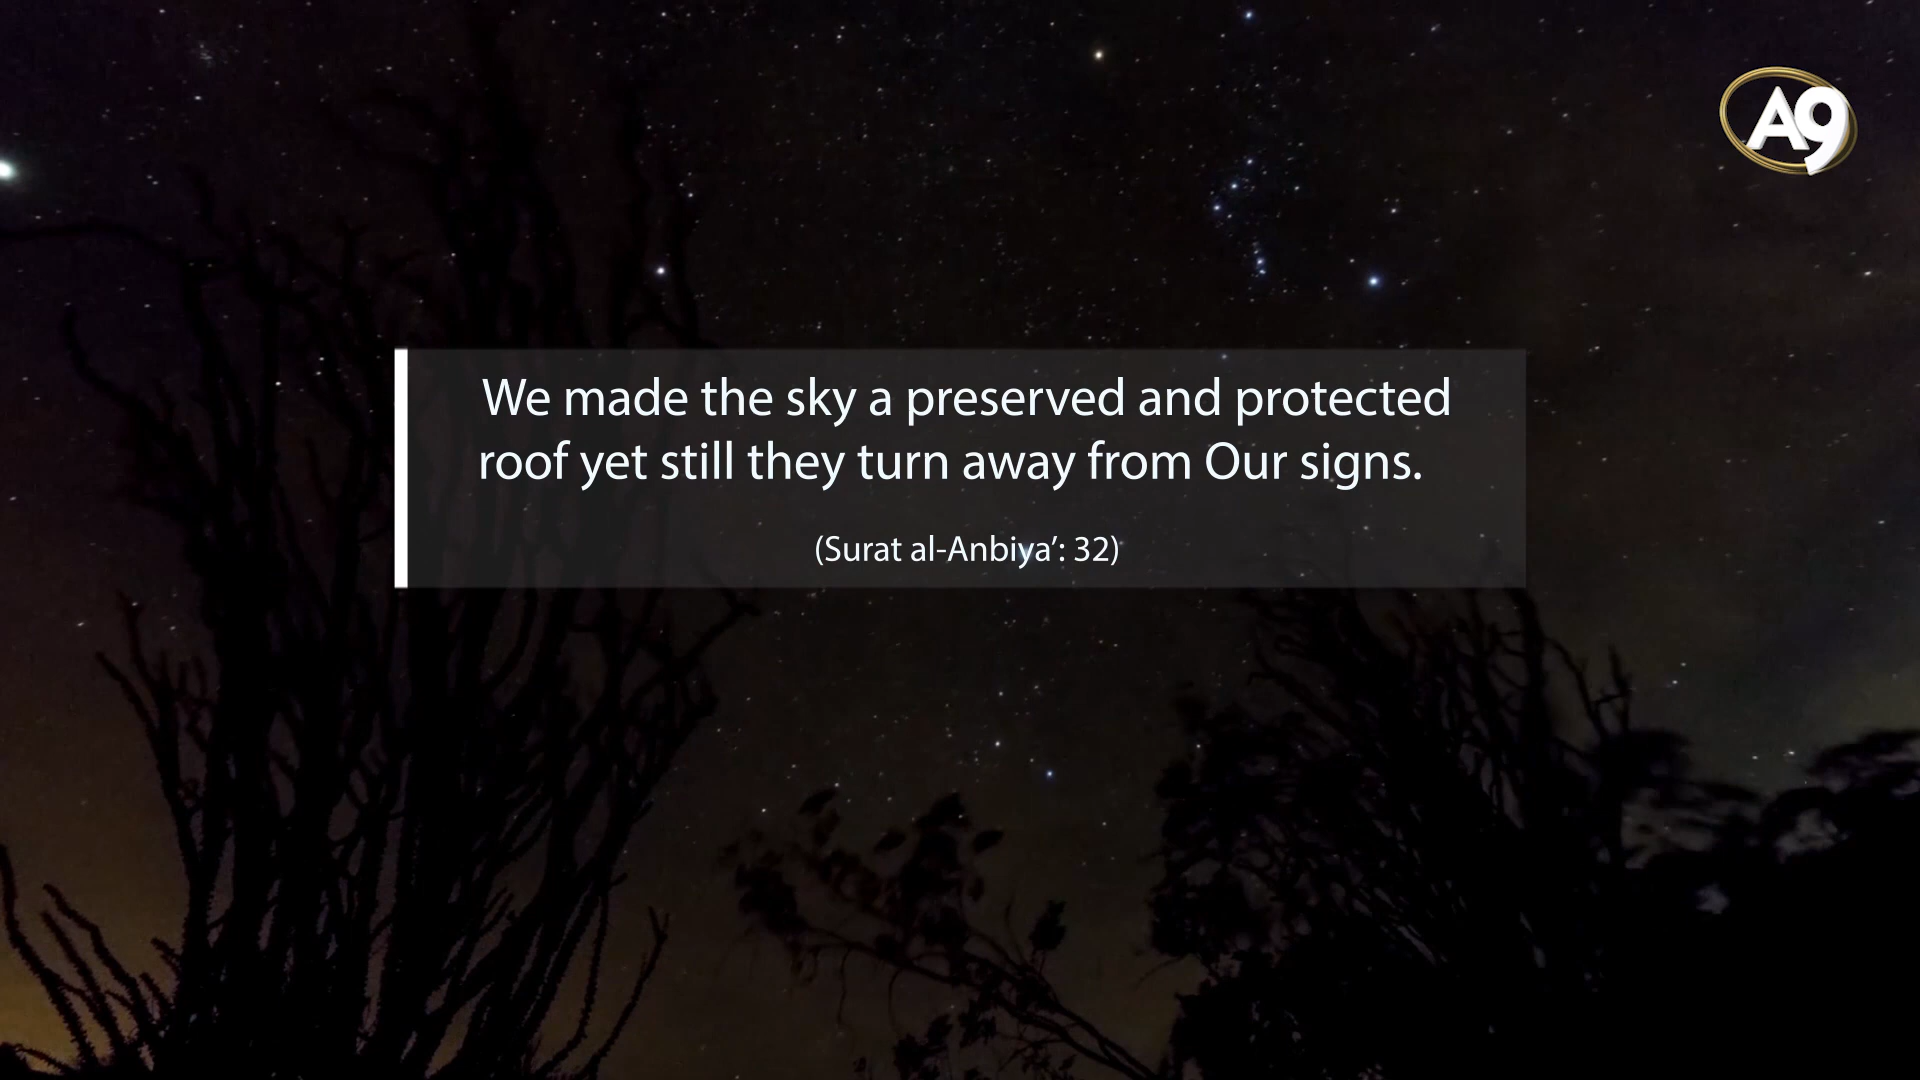 A9
We made the sky a preserved and protected
roof yet still they turn away from Our signs.
(Surat al-Anbiya’: 32)